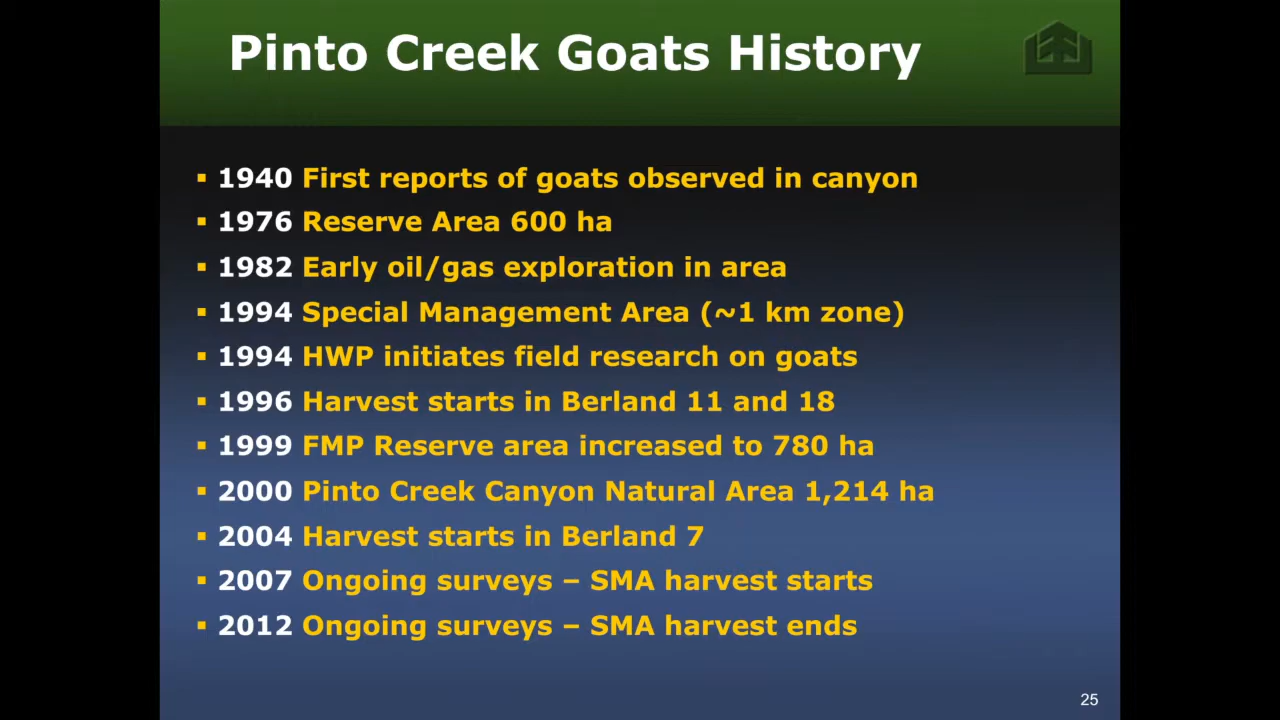 Pinto Creek Goats History
▪ 1940 First reports of goats observed in canyon
▪ 1976 Reserve Area 600 ha
▪ 1982 Early oil/gas exploration in area
▪ 1994 Special Management Area (~1 km zone)
▪ 1994 HWP initiates field research on goats
▪ 1996 Harvest starts in Berland 11 and 18
▪ 1999 FMP Reserve area increased to 780 ha
▪ 2000 Pinto Creek Canyon Natural Area 1,214 ha
▪ 2004 Harvest starts in Berland 7
▪ 2007 Ongoing surveys – SMA harvest starts
▪ 2012 Ongoing surveys – SMA harvest ends
25